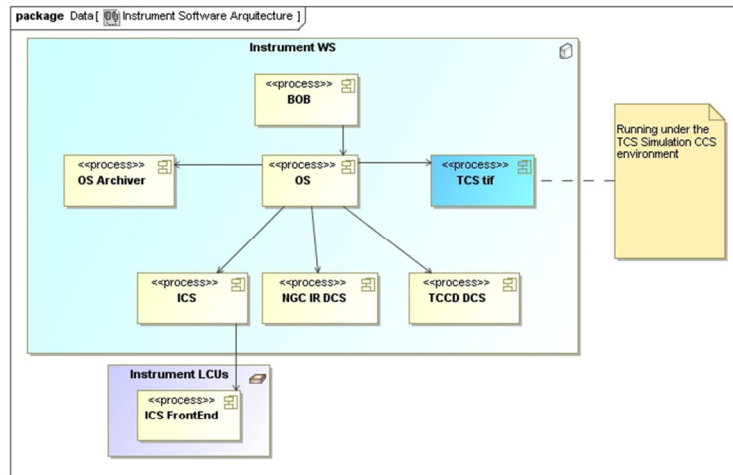 package Data[ Instrument Software Arquitecture ]
Instrument WS
<<process>>
BOB
<<process>>
OS Archiver
<<process>>
OS
<<process>>
TCS tif
Running under the
TCS Simulation CCS
environment
<<process>>
ICS
<<process>>
NGC IR DCS
<<process>>
TCCD DCS
Instrument LCUs
<<process>>
ICS FrontEnd